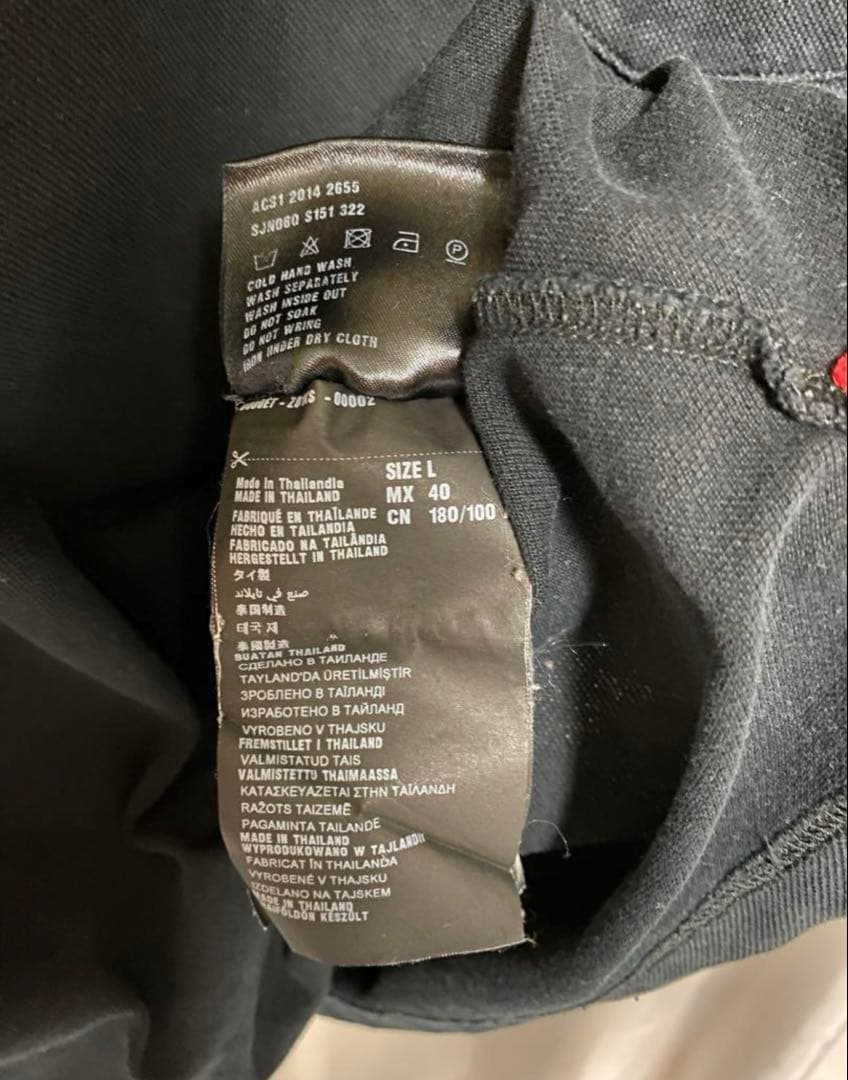 ACS1 2014 2655
SJN060 S151 322
P
COLD HAND WASH
WASH SEPARATELY
WASH INSIDE OUT
DO NOT SOAK
DO NOT WRING
IRON UNDER DRY CLOTH
- 00002
SIZE L
MX 40
CN 180/100
Made in Thailandia
MADE IN THAILAND
FABRIQUÉ EN THAÏLANDE
HECHO EN TAILANDIA
FABRICADO NA TAILÂNDIA
HERGESTELLT IN THAILAND
タイ製
صنع في تايلاند
泰国制造
태국 제
泰國製造
BUATAN THAILAND
СДЕЛАНО В ТАИЛАНДЕ
TAYLAND'DA ÜRETİLMİŞTİR
ЗРОБЛЕНО В ТАЇЛАНДІ
ИЗРАБОТЕНО В ТАЙЛАНД
VYROBENO V THAJSKU
FREMSTILLET I THAILAND
VALMISTATUD TAIS
VALMISTETTU THAIMAASSA
ΚΑΤΑΣΚΕΥΑΖΕΤΑΙ ΣΤΗΝ ΤΑΪΛΑΝΔΗ
RAŽOTS TAIZEMĒ
PAGAMINTA TAILANDE
MADE IN THAILAND
WYPRODUKOWANO W TAJLANDII
FABRICAT ÎN THAILANDA
VYROBENÉ V THAJSKU
IZDELANO NA TAJSKEM
MADE IN THAILAND
THAIFÖLDÖN KÉSZÜLT